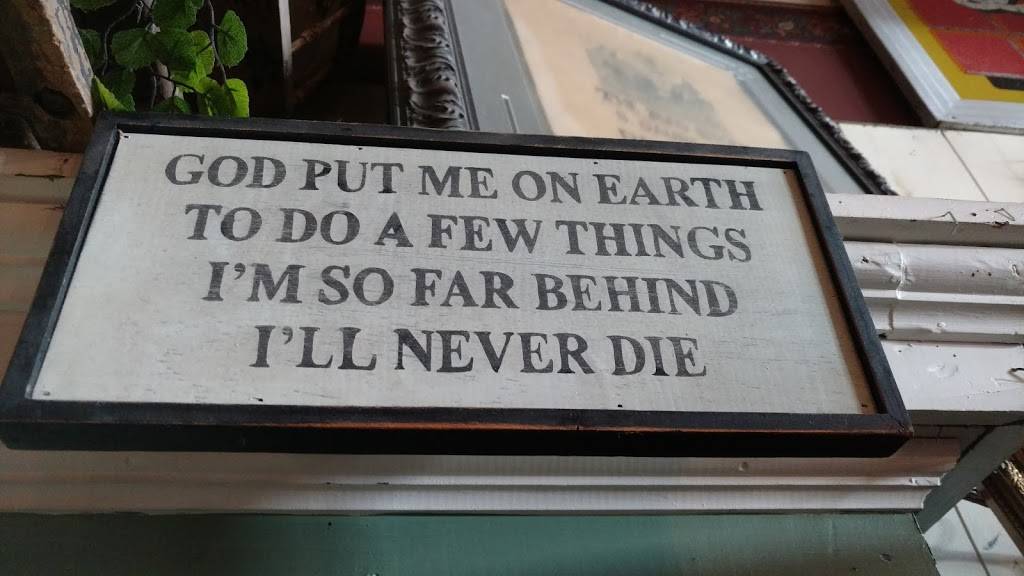 GOD PUT ME ON EARTH
TO DO A FEW THINGS
I'M SO FAR BEHIND
I'LL NEVER DIE